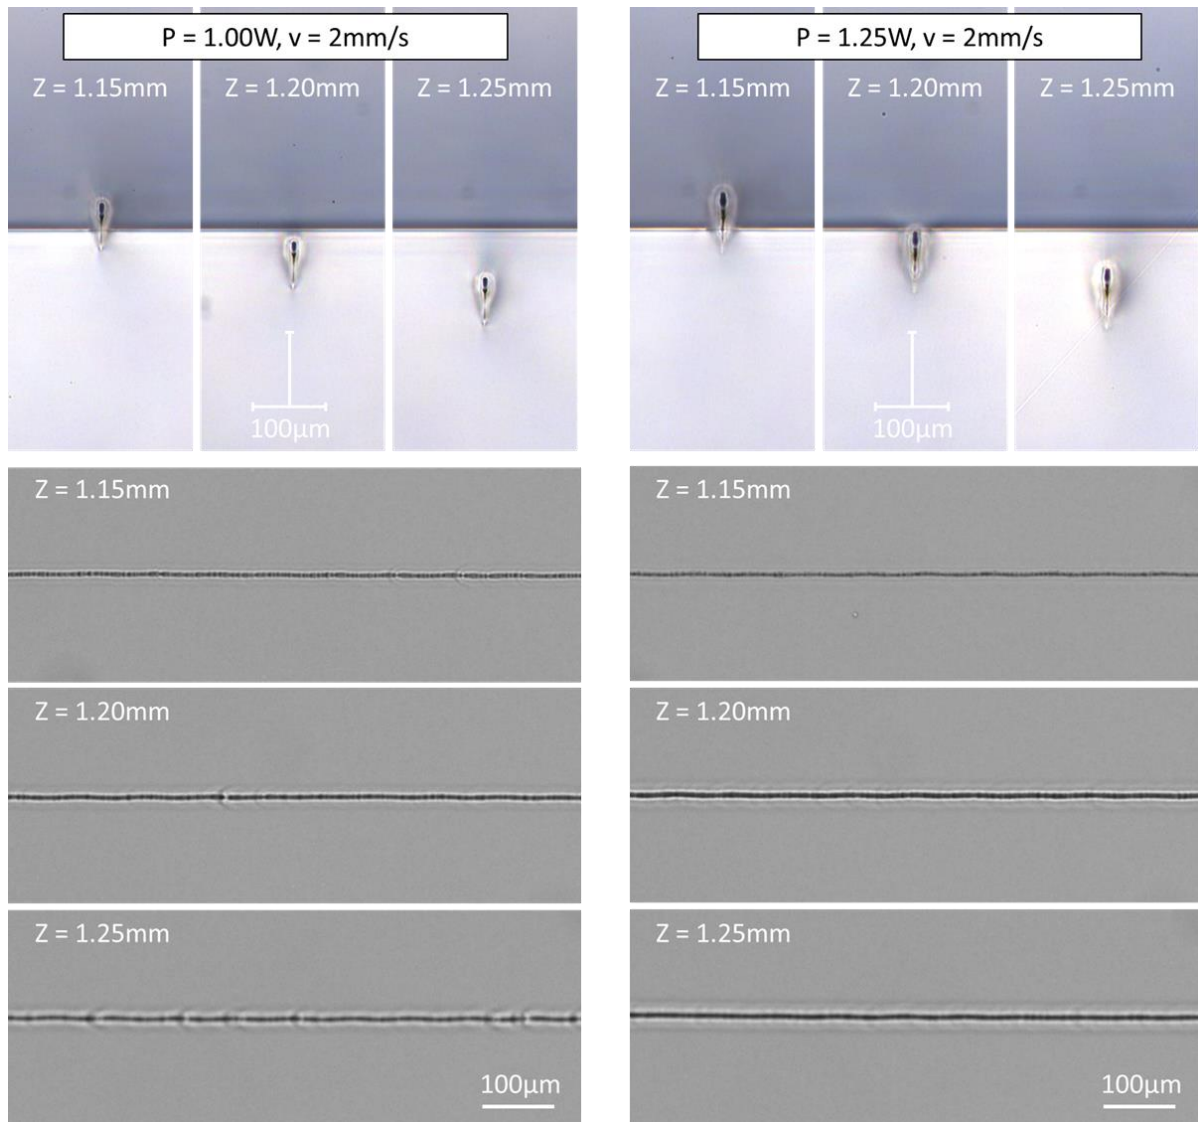 P = 1.00W, v = 2mm/s
Z = 1.15mm
Z = 1.20mm
Z = 1.25mm
100µm
Z = 1.15mm
Z = 1.20mm
Z = 1.25mm
100µm
P = 1.25W, v = 2mm/s
Z = 1.15mm
Z = 1.20mm
Z = 1.25mm
100µm
Z = 1.15mm
Z = 1.20mm
Z = 1.25mm
100µm